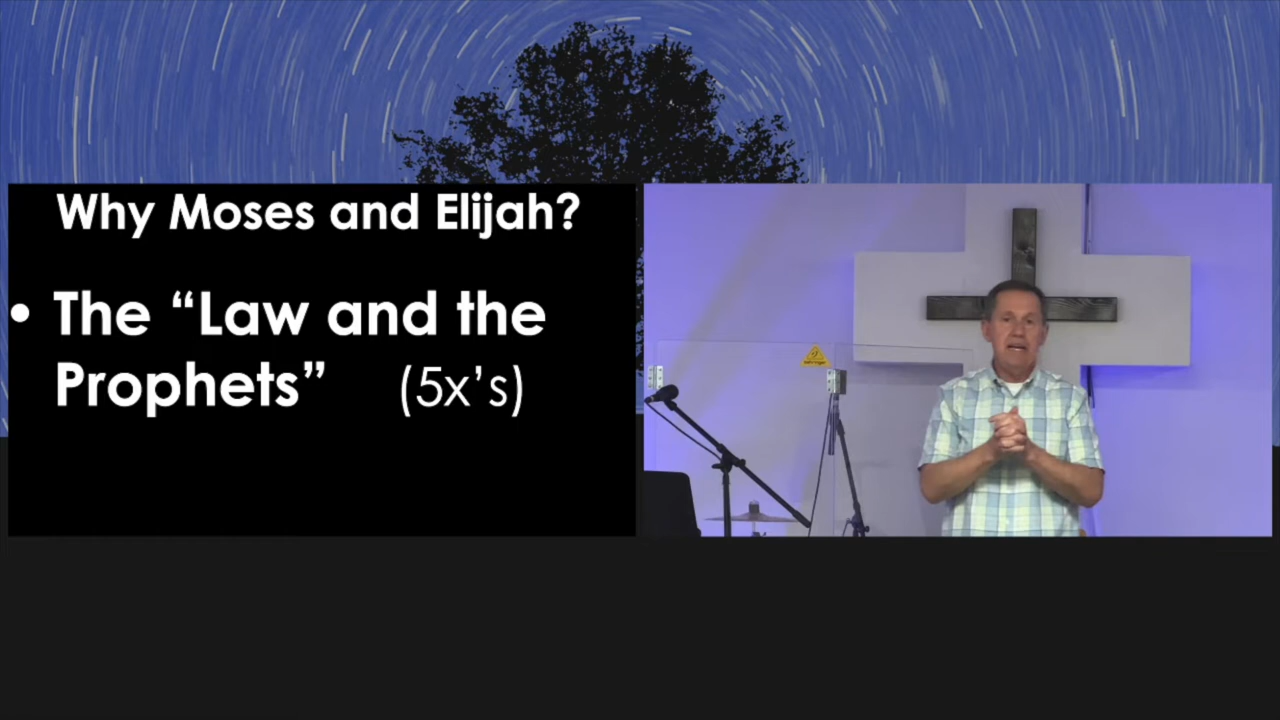 Why Moses and Elijah?
• The “Law and the
Prophets” (5x’s)